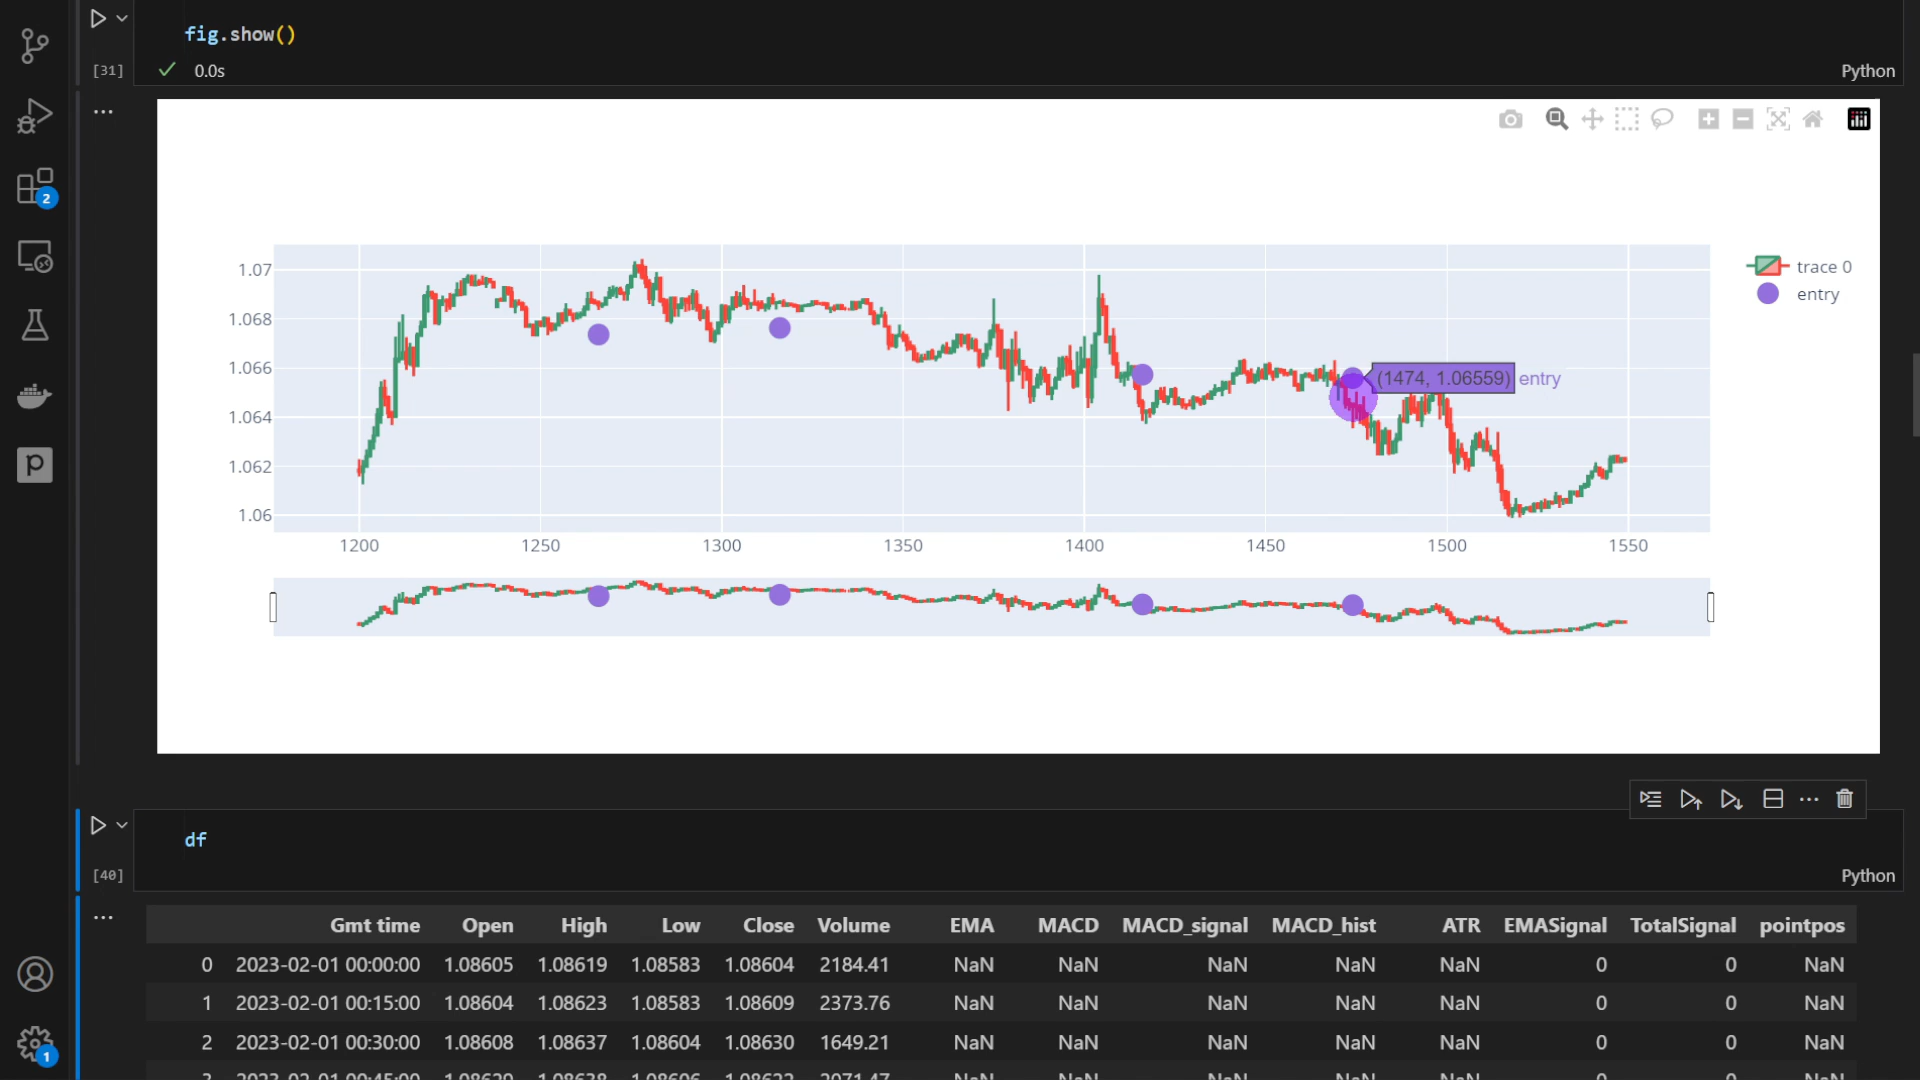 fig.show()
[31]
0.0s
Python
1.07
1.068
1.066
1.064
1.062
1.06
1200 1250 1300 1350 1400 1450 1500 1550
trace 0
entry
(1474, 1.06559) entry
2
df
[40]
Python
Gmt time Open High Low Close Volume EMA MACD MACD_signal MACD_hist ATR EMASignal TotalSignal pointpos
0 2023-02-01 00:00:00 1.08605 1.08619 1.08583 1.08604 2184.41 NaN NaN NaN NaN NaN 0 0 NaN
1 2023-02-01 00:15:00 1.08604 1.08623 1.08583 1.08609 2373.76 NaN NaN NaN NaN NaN 0 0 NaN
2 2023-02-01 00:30:00 1.08608 1.08637 1.08604 1.08630 1649.21 NaN NaN NaN NaN NaN 0 0 NaN
1